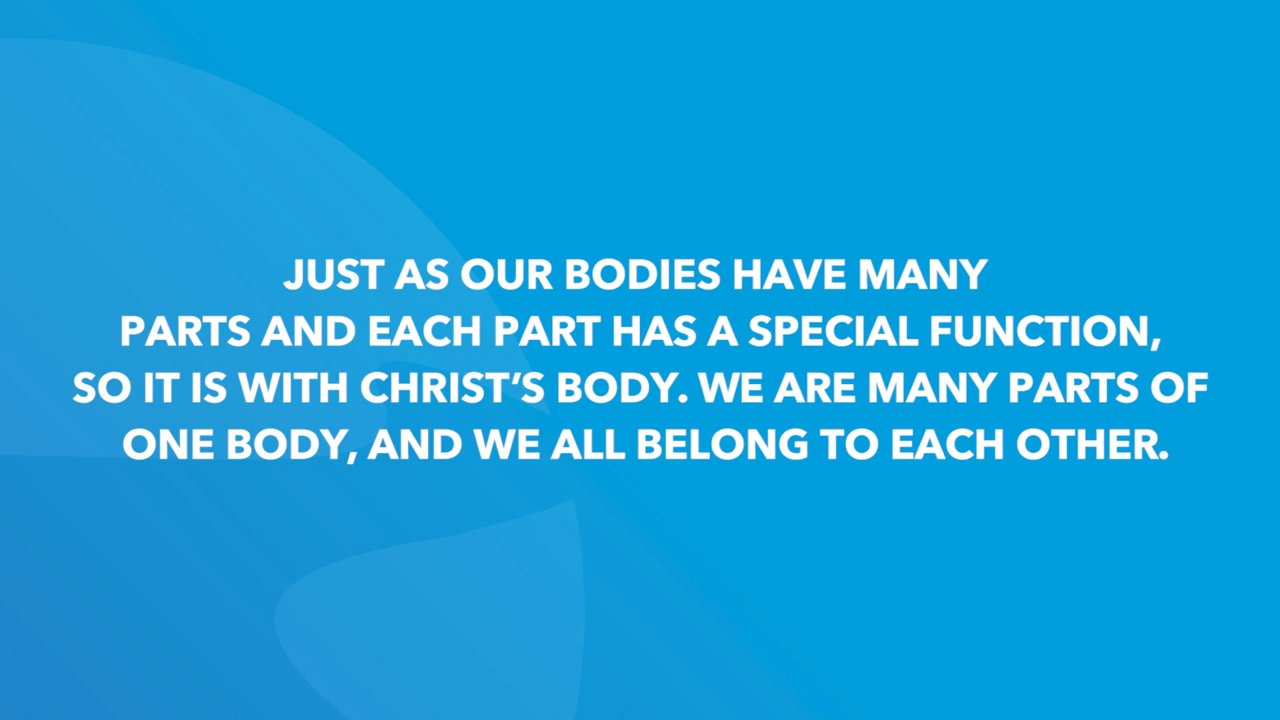 JUST AS OUR BODIES HAVE MANY
PARTS AND EACH PART HAS A SPECIAL FUNCTION,
SO IT IS WITH CHRIST’S BODY. WE ARE MANY PARTS OF
ONE BODY, AND WE ALL BELONG TO EACH OTHER.